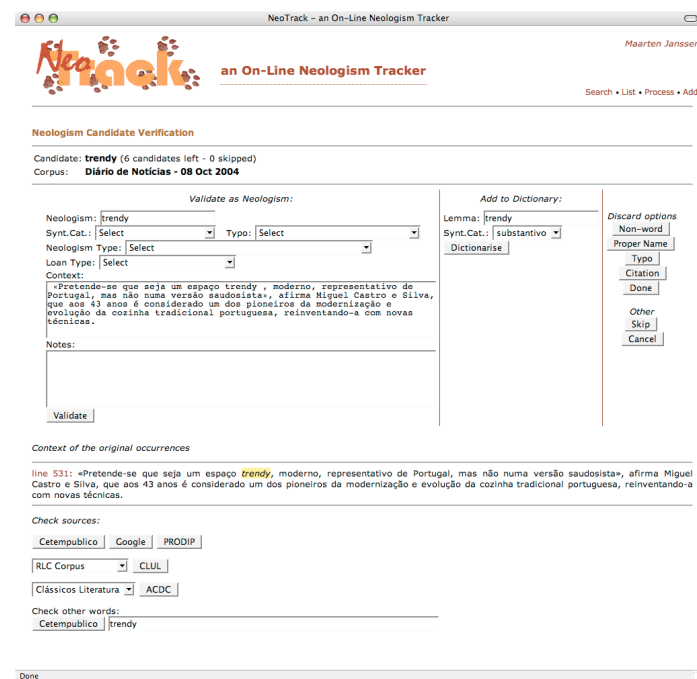 NeoTrack – an On-Line Neologism Tracker
NeoTrack
an On-Line Neologism Tracker
Maarten Janssen
Search • List • Process • Add
Neologism Candidate Verification
Candidate: trendy (6 candidates left - 0 skipped)
Corpus: Diário de Notícias - 08 Oct 2004
Validate as Neologism:
Neologism: trendy
Synt.Cat.: Select Typo: Select
Neologism Type: Select
Loan Type: Select
Context:
«Pretende-se que seja um espaço trendy , moderno, representativo de
Portugal, mas não numa versão saudosista», afirma Miguel Castro e Silva,
que aos 43 anos é considerado um dos pioneiros da modernização e
evolução da cozinha tradicional portuguesa, reinventando-a com novas
técnicas.
Notes:
Validate
Add to Dictionary:
Lemma: trendy
Synt.Cat.: substantivo
Dictionarise
Discard options
Non-word
Proper Name
Typo
Citation
Done
Other
Skip
Cancel
Context of the original occurrences
line 531: «Pretende-se que seja um espaço trendy, moderno, representativo de Portugal, mas não numa versão saudosista», afirma Miguel
Castro e Silva, que aos 43 anos é considerado um dos pioneiros da modernização e evolução da cozinha tradicional portuguesa, reinventando-a
com novas técnicas.
Check sources:
Cetempublico Google PRODIP
RLC Corpus CLUL
Clássicos Literatura ACDC
Check other words:
Cetempublico trendy
Done